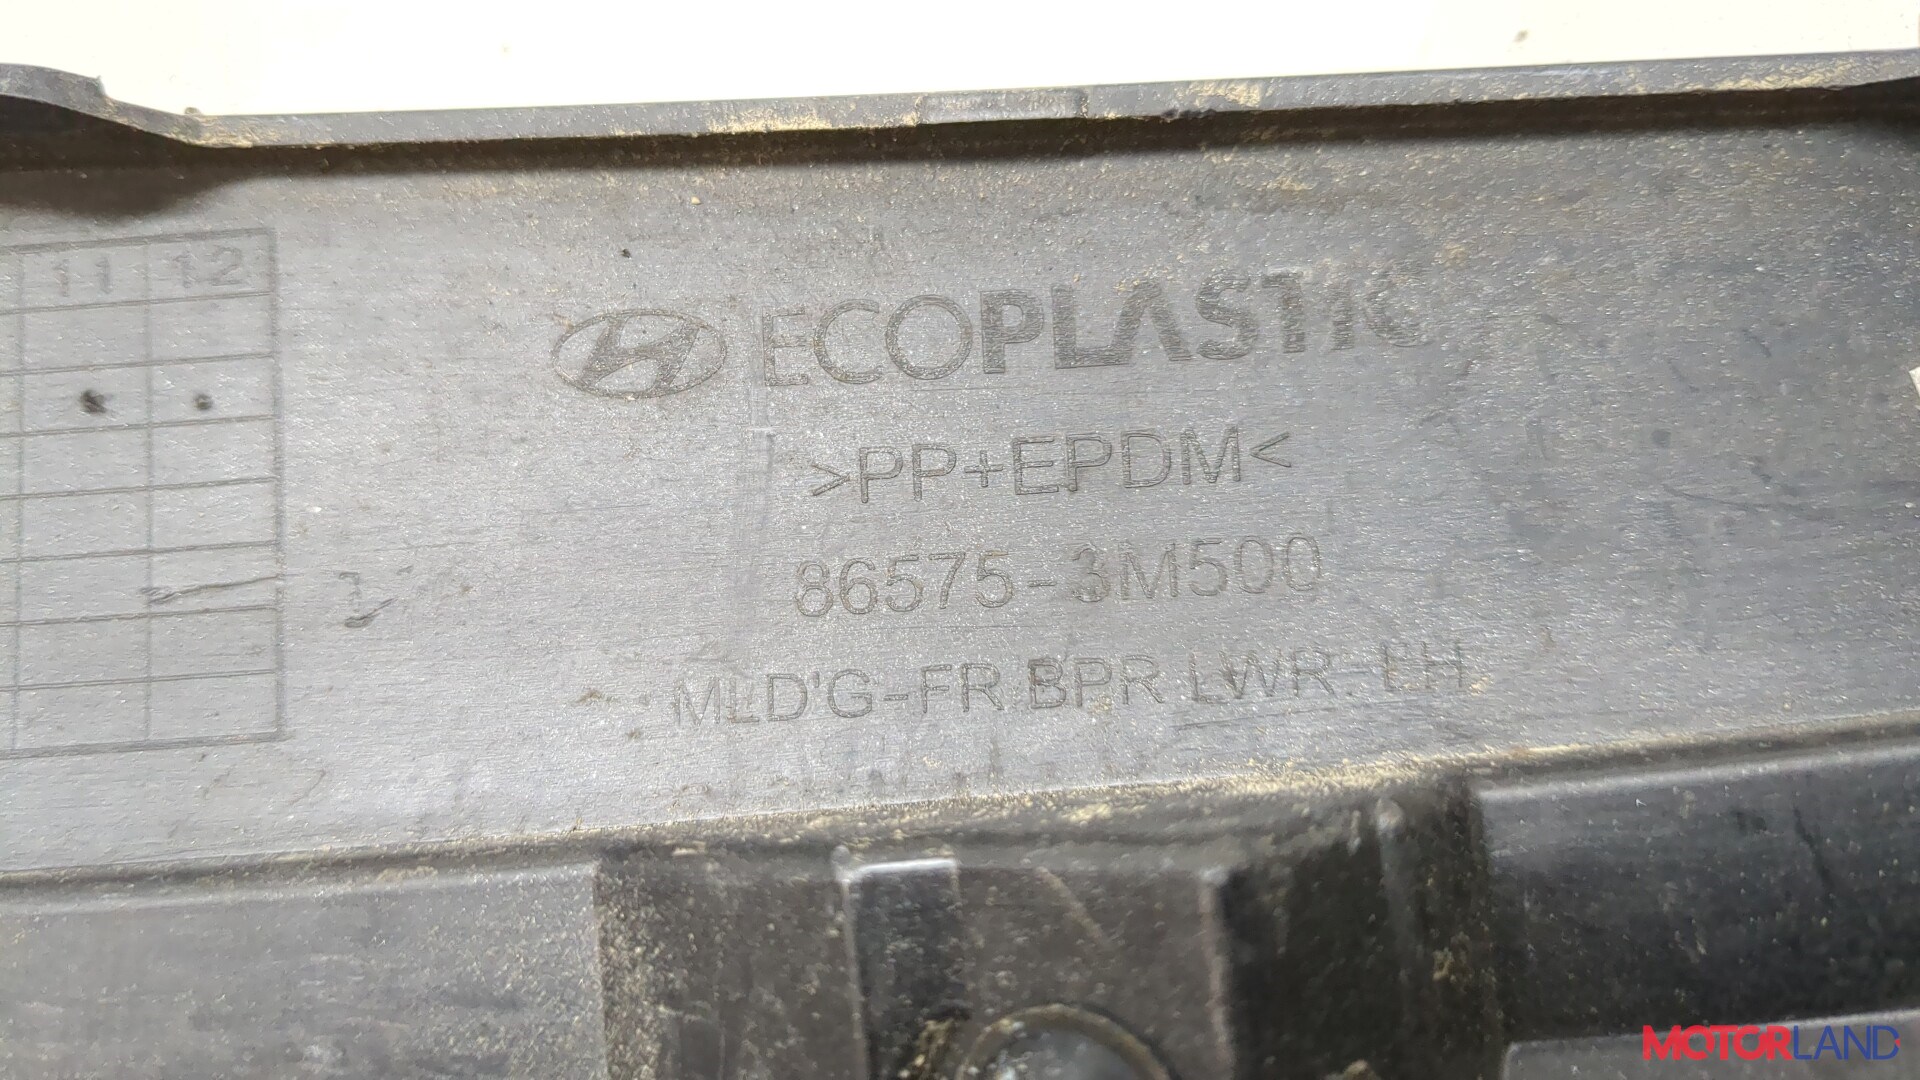 11 12
ECOPLASTIC
>PP+EPDM<
86575-3M500
MLD'G-FR BPR LWR. LH
MOTORLAND